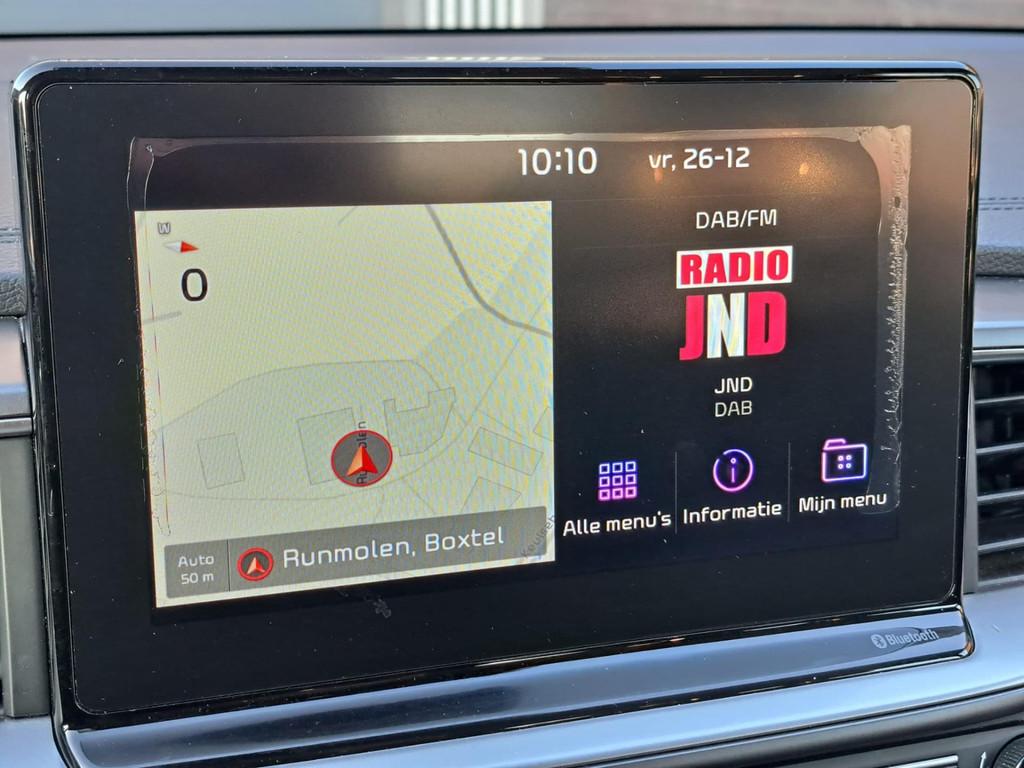 10:10 vr, 26-12
W
0
DAB/FM
RADIO
JND
JND
DAB
Alle menu's
Informatie
Mijn menu
Auto
50 m
Runmolen, Boxtel
Bluetooth